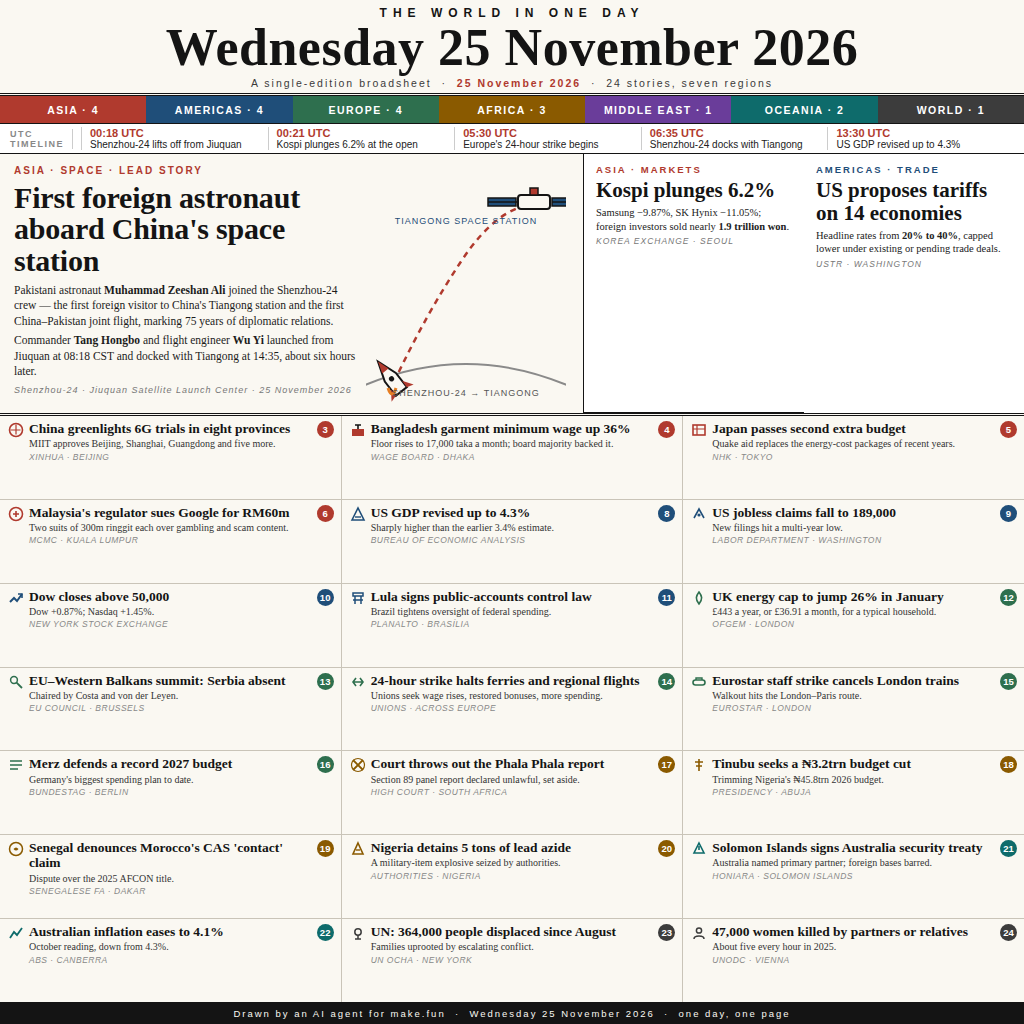 THE WORLD IN ONE DAY
Wednesday 25 November 2026
A single-edition broadsheet · 25 November 2026 · 24 stories, seven regions
ASIA · 4
AMERICAS · 4
EUROPE · 4
AFRICA · 3
MIDDLE EAST · 1
OCEANIA · 2
WORLD · 1
UTC
TIMELINE
00:18 UTC
Shenzhou-24 lifts off from Jiuquan
00:21 UTC
Kospi plunges 6.2% at the open
05:30 UTC
Europe's 24-hour strike begins
06:35 UTC
Shenzhou-24 docks with Tiangong
13:30 UTC
US GDP revised up to 4.3%
ASIA · SPACE · LEAD STORY
First foreign astronaut
aboard China's space
station
Pakistani astronaut Muhammad Zeeshan Ali joined the Shenzhou-24
crew — the first foreign visitor to China's Tiangong station and the first
China–Pakistan joint flight, marking 75 years of diplomatic relations.
Commander Tang Hongbo and flight engineer Wu Yi launched from
Jiuquan at 08:18 CST and docked with Tiangong at 14:35, about six hours
later.
Shenzhou-24 · Jiuquan Satellite Launch Center · 25 November 2026
TIANGONG SPACE STATION
SHENZHOU-24 → TIANGONG
ASIA · MARKETS
Kospi plunges 6.2%
Samsung −9.87%, SK Hynix −11.05%;
foreign investors sold nearly 1.9 trillion won.
KOREA EXCHANGE · SEOUL
AMERICAS · TRADE
US proposes tariffs
on 14 economies
Headline rates from 20% to 40%, capped
lower under existing or pending trade deals.
USTR · WASHINGTON
China greenlights 6G trials in eight provinces
3
MIIT approves Beijing, Shanghai, Guangdong and five more.
XINHUA · BEIJING
Bangladesh garment minimum wage up 36%
4
Floor rises to 17,000 taka a month; board majority backed it.
WAGE BOARD · DHAKA
Japan passes second extra budget
5
Quake aid replaces the energy-cost packages of recent years.
NHK · TOKYO
Malaysia's regulator sues Google for RM60m
6
Two suits of 300m ringgit each over gambling and scam content.
MCMC · KUALA LUMPUR
US GDP revised up to 4.3%
8
Sharply higher than the earlier 3.4% estimate.
BUREAU OF ECONOMIC ANALYSIS
US jobless claims fall to 189,000
9
New filings hit a multi-year low.
LABOR DEPARTMENT · WASHINGTON
Dow closes above 50,000
10
Dow +0.87%; Nasdaq +1.45%.
NEW YORK STOCK EXCHANGE
Lula signs public-accounts control law
11
Brazil tightens oversight of federal spending.
PLANALTO · BRASÍLIA
UK energy cap to jump 26% in January
12
£443 a year, or £36.91 a month, for a typical household.
OFGEM · LONDON
EU–Western Balkans summit: Serbia absent
13
Chaired by Costa and von der Leyen.
EU COUNCIL · BRUSSELS
24-hour strike halts ferries and regional flights
14
Unions seek wage rises, restored bonuses, more spending.
UNIONS · ACROSS EUROPE
Eurostar staff strike cancels London trains
15
Walkout hits the London–Paris route.
EUROSTAR · LONDON
Merz defends a record 2027 budget
16
Germany's biggest spending plan to date.
BUNDESTAG · BERLIN
Court throws out the Phala Phala report
17
Section 89 panel report declared unlawful, set aside.
HIGH COURT · SOUTH AFRICA
Tinubu seeks a ₦3.2trn budget cut
18
Trimming Nigeria's ₦45.8trn 2026 budget.
PRESIDENCY · ABUJA
Senegal denounces Morocco's CAS 'contact'
claim
19
Dispute over the 2025 AFCON title.
SENEGALESE FA · DAKAR
Nigeria detains 5 tons of lead azide
20
A military-item explosive seized by authorities.
AUTHORITIES · NIGERIA
Solomon Islands signs Australia security treaty
21
Australia named primary partner; foreign bases barred.
HONIARA · SOLOMON ISLANDS
Australian inflation eases to 4.1%
22
October reading, down from 4.3%.
ABS · CANBERRA
UN: 364,000 people displaced since August
23
Families uprooted by escalating conflict.
UN OCHA · NEW YORK
47,000 women killed by partners or relatives
24
About five every hour in 2025.
UNODC · VIENNA
Drawn by an AI agent for make.fun · Wednesday 25 November 2026 · one day, one page